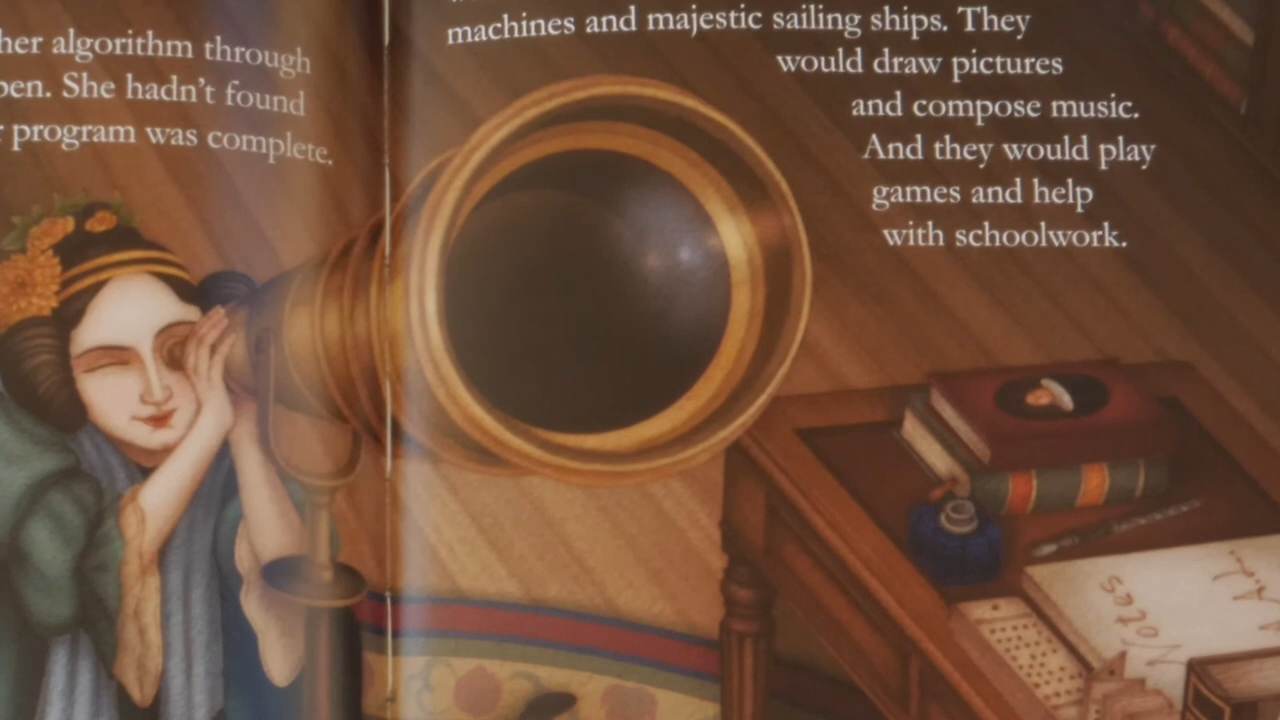 her algorithm through
pen. She hadn't found
program was complete.
machines and majestic sailing ships. They
would draw pictures
and compose music.
And they would play
games and help
with schoolwork.
Notes